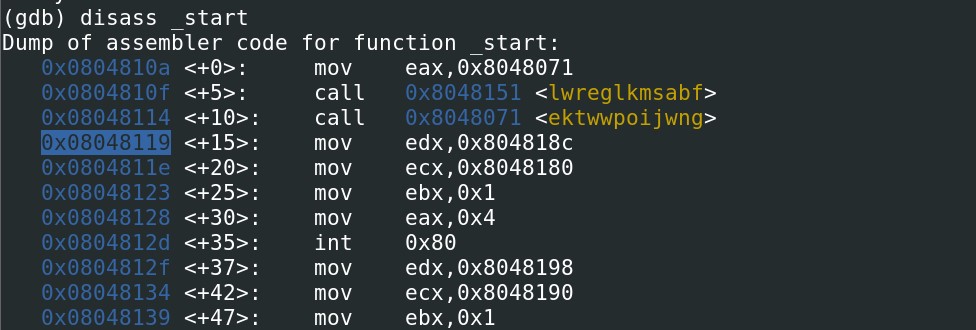 (gdb) disass _start
Dump of assembler code for function _start:
   0x0804810a <+0>:     mov    eax,0x8048071
   0x0804810f <+5>:     call   0x8048151 <lwreglkmsabf>
   0x08048114 <+10>:    call   0x8048071 <ektwwpoijwng>
   0x08048119 <+15>:    mov    edx,0x804818c
   0x0804811e <+20>:    mov    ecx,0x8048180
   0x08048123 <+25>:    mov    ebx,0x1
   0x08048128 <+30>:    mov    eax,0x4
   0x0804812d <+35>:    int    0x80
   0x0804812f <+37>:    mov    edx,0x8048198
   0x08048134 <+42>:    mov    ecx,0x8048190
   0x08048139 <+47>:    mov    ebx,0x1